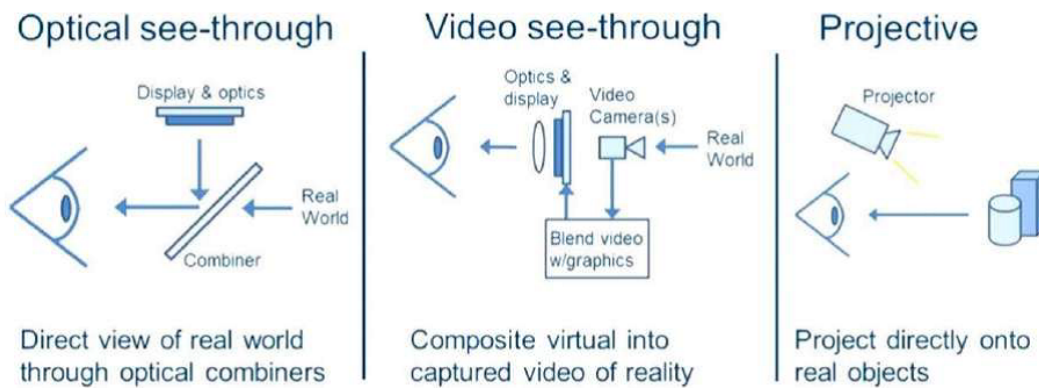 Optical see-through
Display & optics
Real
World
Combiner
Direct view of real world
through optical combiners
Video see-through
Optics &
display
Video
Camera(s)
Real
World
Blend video
w/graphics
Composite virtual into
captured video of reality
Projective
Projector
Project directly onto
real objects